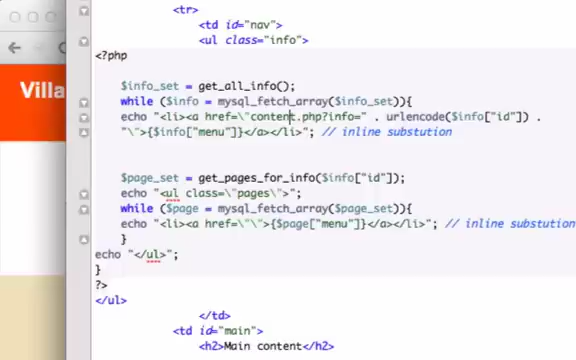 <tr>
<td id="nav">
<ul class="info">
<?php
Villa
$info_set = get_all_info();
while ($info = mysql_fetch_array($info_set)){
echo "<li><a href=\"content.php?info=" . urlencode($info["id"]) .
"\">{$info["menu"]}</a></li>"; // inline substution
$page_set = get_pages_for_info($info["id"]);
echo "<ul class=\"pages\">";
while ($page = mysql_fetch_array($page_set)){
echo "<li><a href=\"\">{$page["menu"]}</a></li>"; // inline substution
}
echo "</ul>";
}
?>
</ul>
</td>
<td id="main">
<h2>Main content</h2>